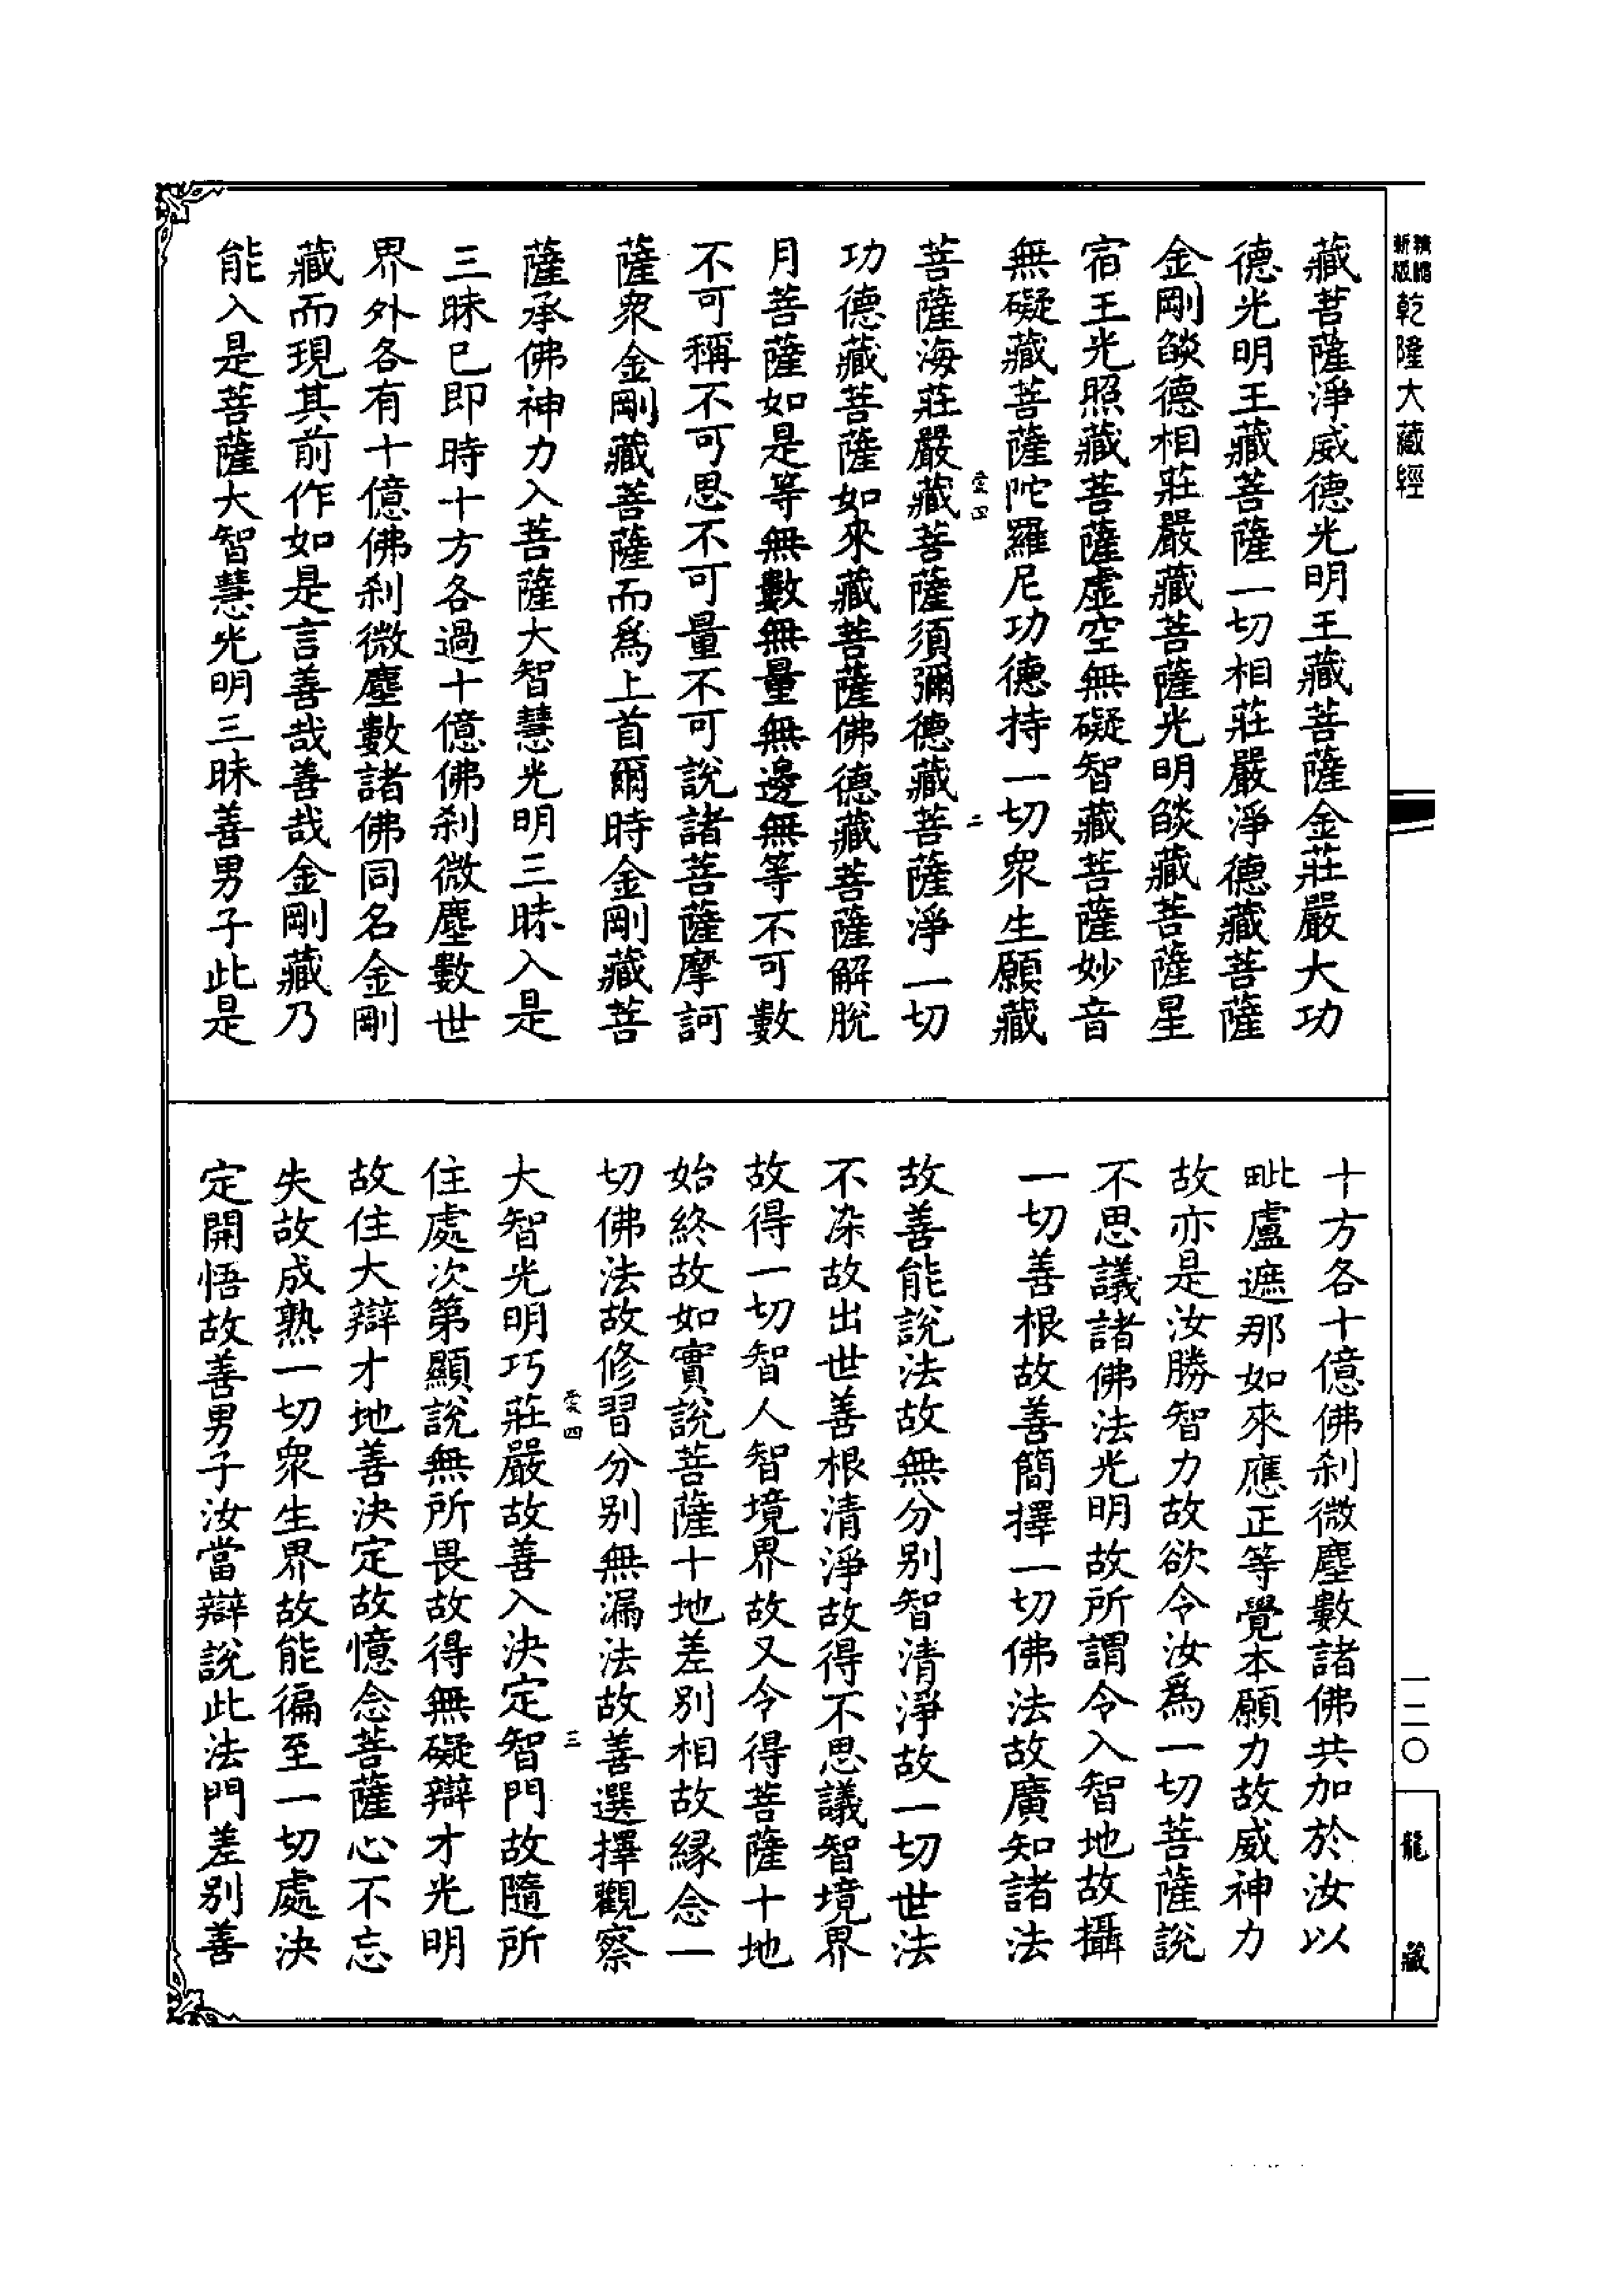 新編
縮版
乾隆大藏經
藏菩薩淨威德光明王藏菩薩金莊嚴大功
德光明王藏菩薩一切相莊嚴淨德藏菩薩
金剛燄德相莊嚴藏菩薩光明燄藏菩薩星
宿王光照藏菩薩虛空無礙智藏菩薩妙音
無礙藏菩薩陀羅尼功德持一切衆生願藏
菩薩海莊嚴藏菩薩須彌德藏菩薩淨一切
功德藏菩薩如來藏菩薩佛德藏菩薩解脫
月菩薩如是等無數無量無邊無等不可數
不可稱不可思不可量不可說諸菩薩摩訶
薩衆金剛藏菩薩而爲上首爾時金剛藏菩
薩承佛神力入菩薩大智慧光明三昧入是
三昧已即時十方各過十億佛刹微塵數世
界外各有十億佛刹微塵數諸佛同名金剛
藏而現其前作如是言善哉善哉金剛藏乃
能入是菩薩大智慧光明三昧善男子此是
十方各十億佛刹微塵數諸佛共加於汝以
毗盧遮那如來應正等覺本願力故威神力
故亦是汝勝智力故欲令汝爲一切菩薩說
不思議諸佛法光明故所謂令入智地故攝
一切善根故善簡擇一切佛法故廣知諸法
故善能說法故無分別智清淨故一切世法
不染故出世善根清淨故得不思議智境界
故得一切智人智境界故又令得菩薩十地
始終故如實說菩薩十地差別相故緣念一
切佛法故修習分別無漏法故善選擇觀察
大智光明巧莊嚴故善入決定智門故隨所
住處次第顯說無所畏故得無礙辯才光明
故住大辯才地善決定故憶念菩薩心不忘
失故成熟一切衆生界故能徧至一切處決
定開悟故善男子汝當辯說此法門差別善
四 二
四 三
一二〇
龍藏